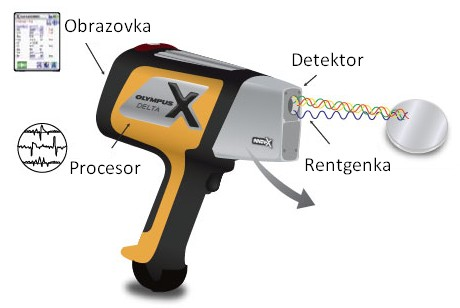 Obrazovka
Detektor
OLYMPUS
DELTA
X
Procesor
Rentgenka